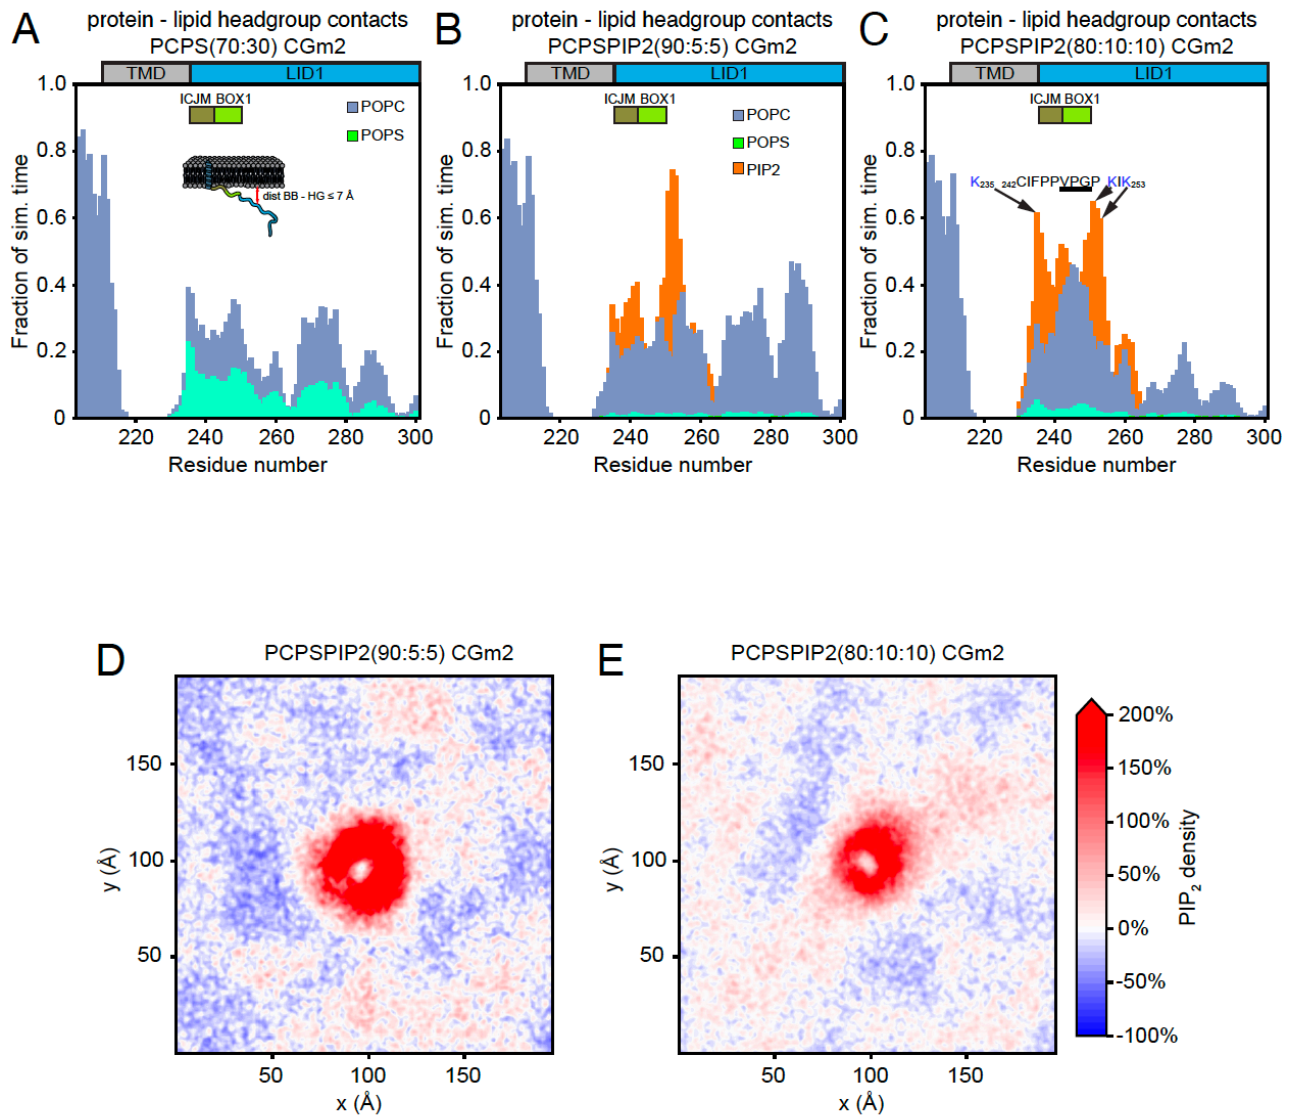 A
protein - lipid headgroup contacts
PCPS(70:30) CGm2
TMD
LID1
ICJM BOX1
POPC
POPS
dist BB - HG ≤ 7 Å
Fraction of sim. time
1.0
0.8
0.6
0.4
0.2
0
220
240
260
280
300
Residue number
B
protein - lipid headgroup contacts
PCPSPIP2(90:5:5) CGm2
TMD
LID1
ICJM BOX1
POPC
POPS
PIP2
Fraction of sim. time
1.0
0.8
0.6
0.4
0.2
0
220
240
260
280
300
Residue number
C
protein - lipid headgroup contacts
PCPSPIP2(80:10:10) CGm2
TMD
LID1
ICJM BOX1
K235 242CIFPPVPGP KIK253
Fraction of sim. time
1.0
0.8
0.6
0.4
0.2
0
220
240
260
280
300
Residue number
D
PCPSPIP2(90:5:5) CGm2
y (Å)
150
100
50
50
100
150
x (Å)
E
PCPSPIP2(80:10:10) CGm2
y (Å)
150
100
50
50
100
150
x (Å)
200%
150%
100%
50%
0%
-50%
-100%
PIP2 density